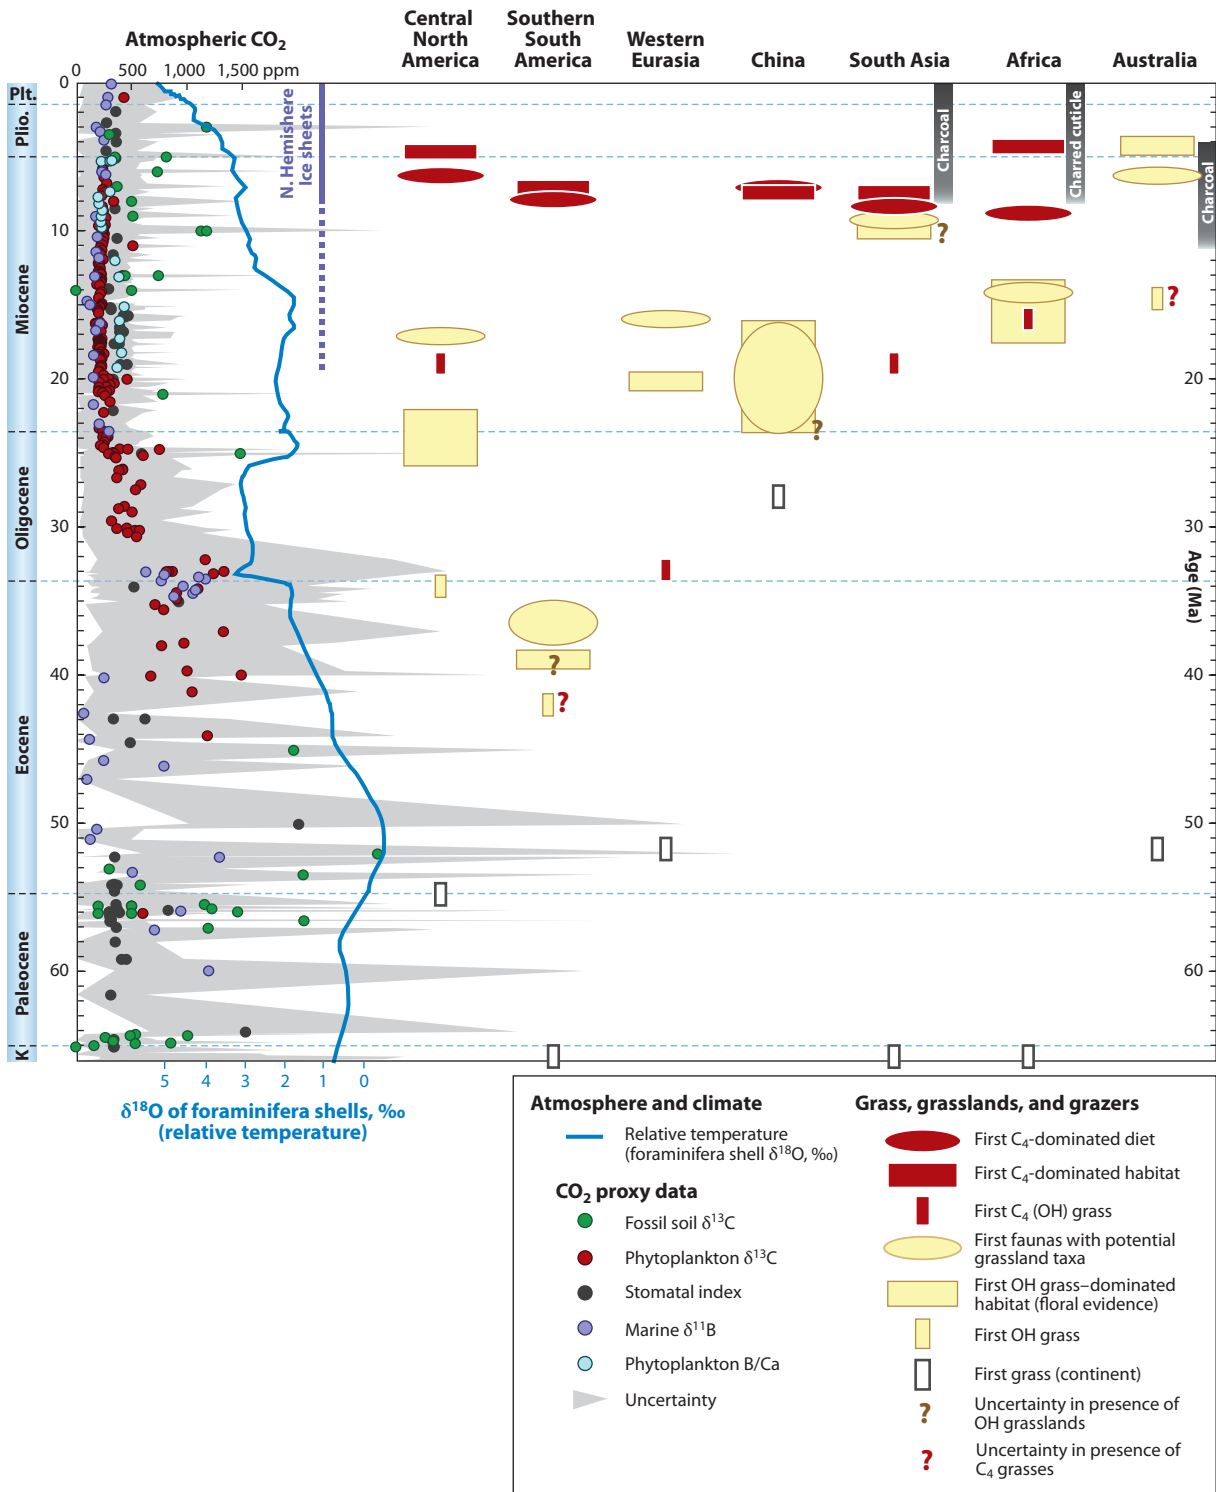 Central
North
America
Southern
South
America
Western
Eurasia
China
South Asia
Africa
Australia
Atmospheric CO2
0 500 1,000 1,500 ppm
0
10
20
30
40
50
60
Plt.
Plio.
Miocene
Oligocene
Eocene
Paleocene
K
N. Hemishere
Ice sheets
Charcoal
Charred cuticle
Charcoal
?
?
?
?
?
20
30
40
50
60
Age (Ma)
5 4 3 2 1 0
δ18O of foraminifera shells, ‰
(relative temperature)
Atmosphere and climate
Relative temperature
(foraminifera shell δ18O, ‰)
CO2 proxy data
Fossil soil δ13C
Phytoplankton δ13C
Stomatal index
Marine δ11B
Phytoplankton B/Ca
Uncertainty
Grass, grasslands, and grazers
First C4-dominated diet
First C4-dominated habitat
First C4 (OH) grass
First faunas with potential
grassland taxa
First OH grass–dominated
habitat (floral evidence)
First OH grass
First grass (continent)
? Uncertainty in presence of
OH grasslands
? Uncertainty in presence of
C4 grasses